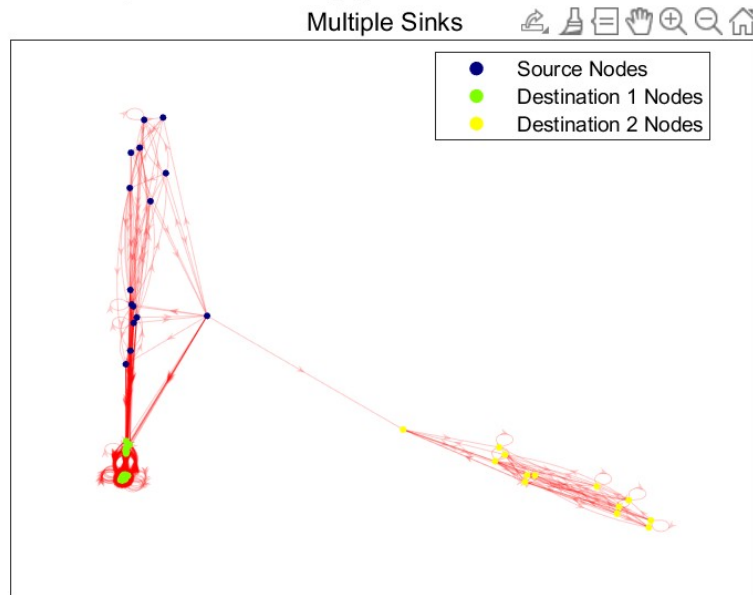 Multiple Sinks
Source Nodes
Destination 1 Nodes
Destination 2 Nodes